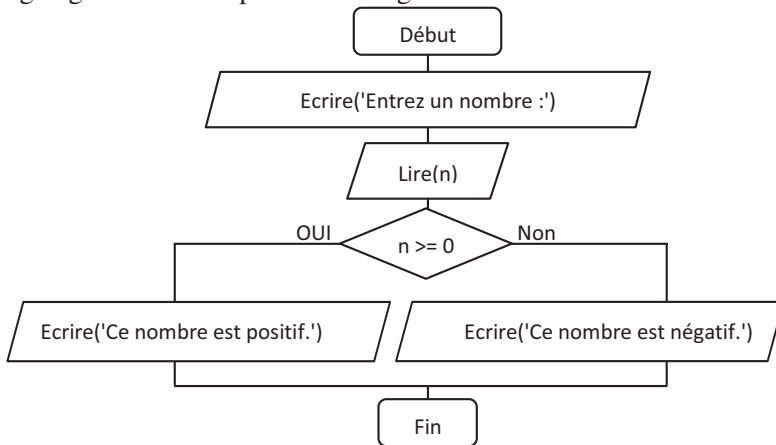 Début
Ecrire('Entrez un nombre :')
Lire(n)
OUI
n >= 0
Non
Ecrire('Ce nombre est positif.')
Ecrire('Ce nombre est négatif.')
Fin